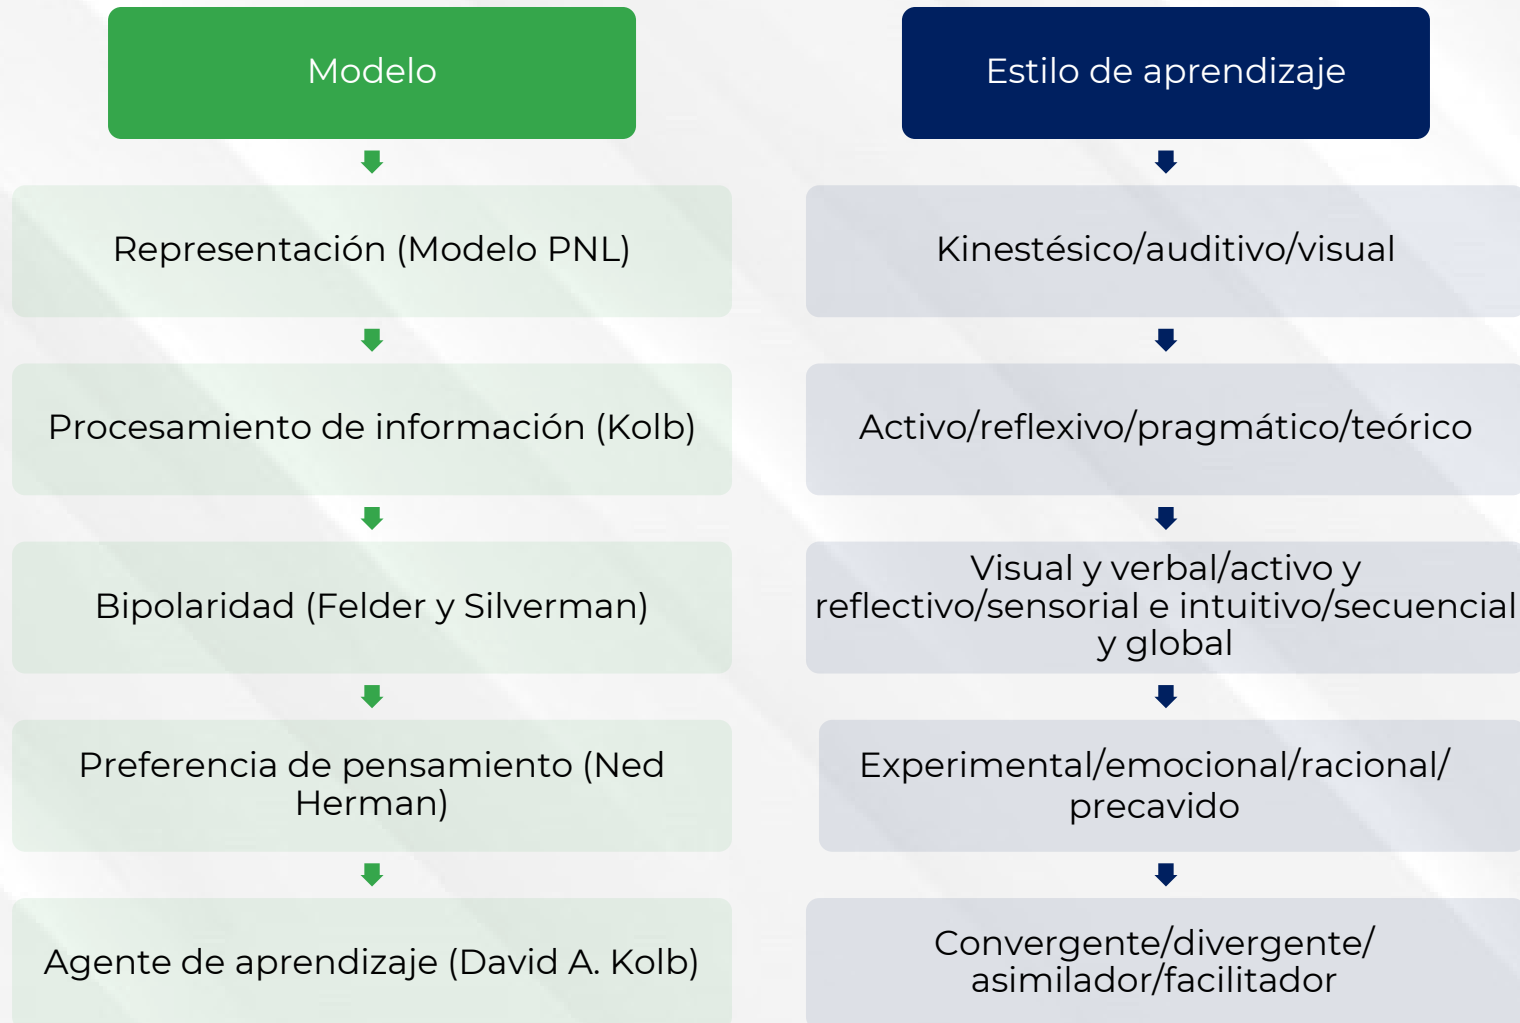 Modelo
Representación (Modelo PNL)
Procesamiento de información (Kolb)
Bipolaridad (Felder y Silverman)
Preferencia de pensamiento (Ned
Herman)
Agente de aprendizaje (David A. Kolb)
Estilo de aprendizaje
Kinestésico/auditivo/visual
Activo/reflexivo/pragmático/teórico
Visual y verbal/activo y
reflectivo/sensorial e intuitivo/secuencial
y global
Experimental/emocional/racional/
precavido
Convergente/divergente/
asimilador/facilitador